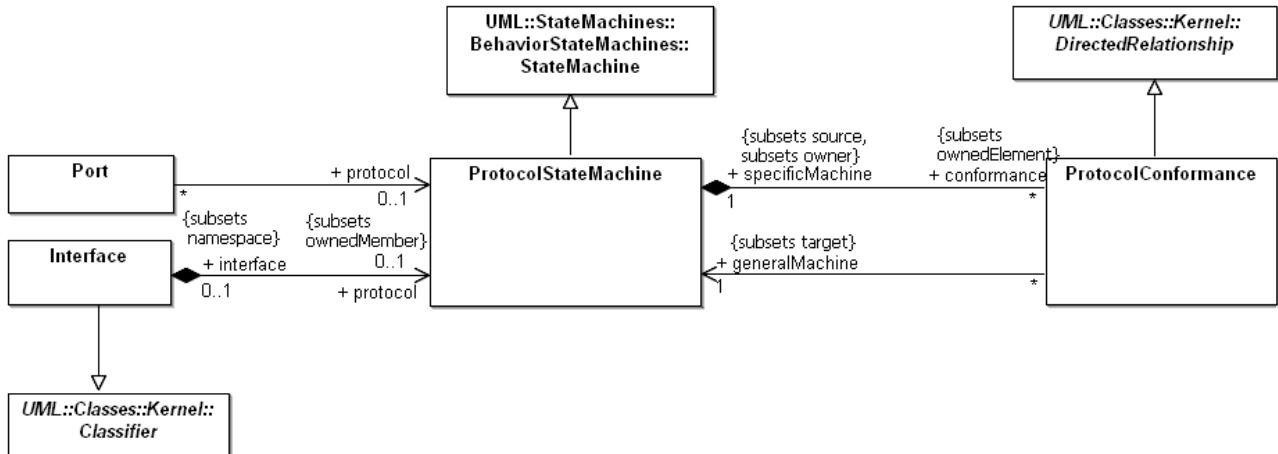 UML::StateMachines::
BehaviorStateMachines::
StateMachine
UML::Classes::Kernel::
DirectedRelationship
Port
*
+ protocol
0..1
ProtocolStateMachine
{subsets source,
subsets owner}
+ specificMachine
1
{subsets
ownedElement}
+ conformance
*
ProtocolConformance
Interface
{subsets
namespace}
+ interface
0..1
{subsets
ownedMember}
0..1
+ protocol
{subsets target}
+ generalMachine
1
*
UML::Classes::Kernel::
Classifier